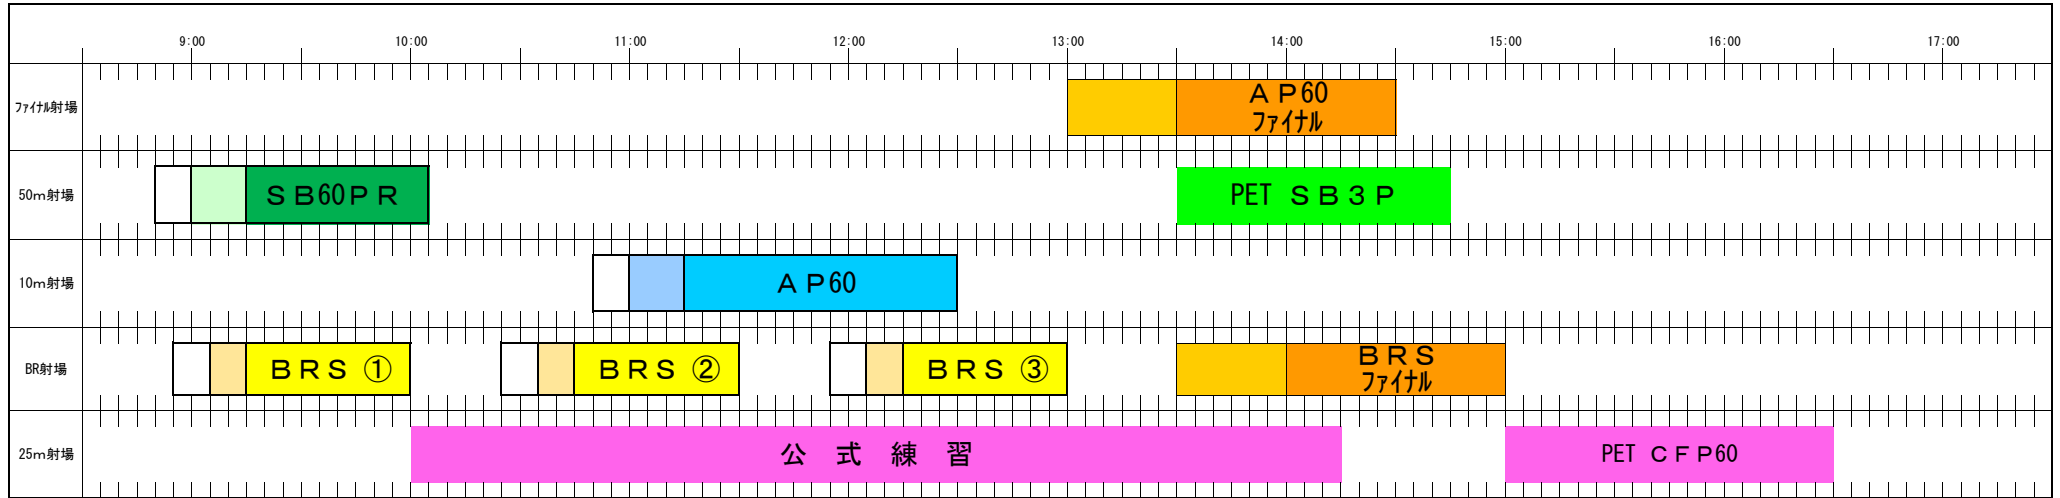 9:00 10:00 11:00 12:00 13:00 14:00 15:00 16:00 17:00
ファイナル射場
ＡＰ60
ファイナル
50m射場
ＳＢ60ＰＲ
PET ＳＢ３Ｐ
10m射場
ＡＰ60
BR射場
ＢＲＳ ①
ＢＲＳ ②
ＢＲＳ ③
ＢＲＳ
ファイナル
25m射場
公 式 練 習
PET ＣＦＰ60